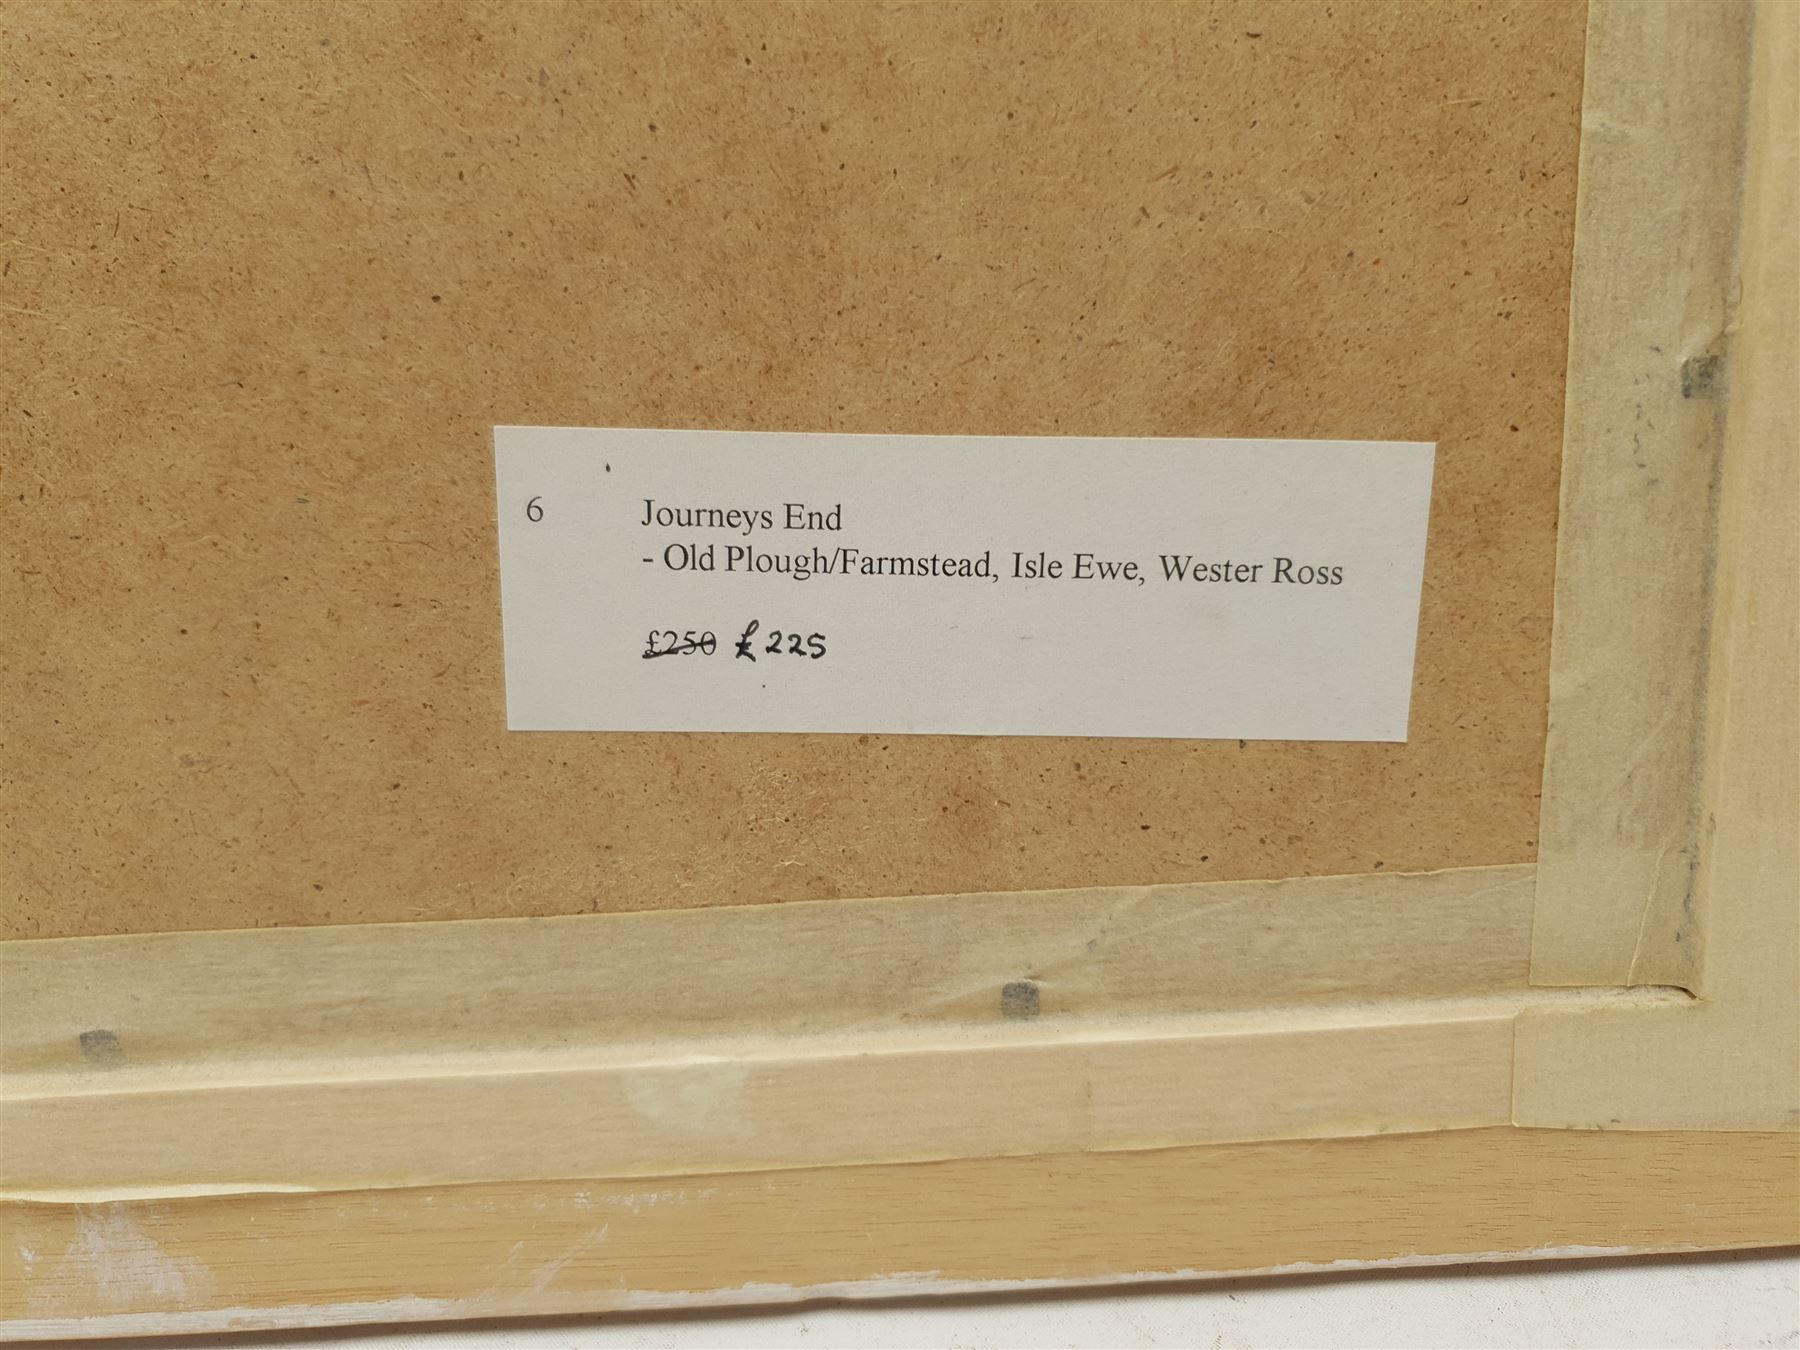 6 Journeys End
- Old Plough/Farmstead, Isle Ewe, Wester Ross
£250 £225